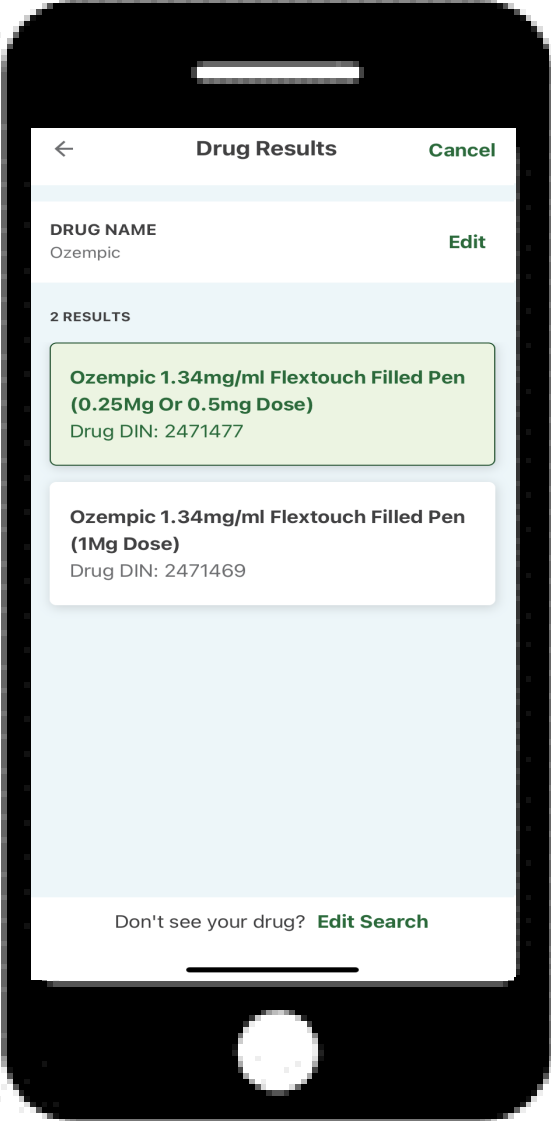 Drug Results
Cancel
DRUG NAME
Ozempic
Edit
2 RESULTS
Ozempic 1.34mg/ml Flextouch Filled Pen
(0.25Mg Or 0.5mg Dose)
Drug DIN: 2471477
Ozempic 1.34mg/ml Flextouch Filled Pen
(1Mg Dose)
Drug DIN: 2471469
Don't see your drug? Edit Search